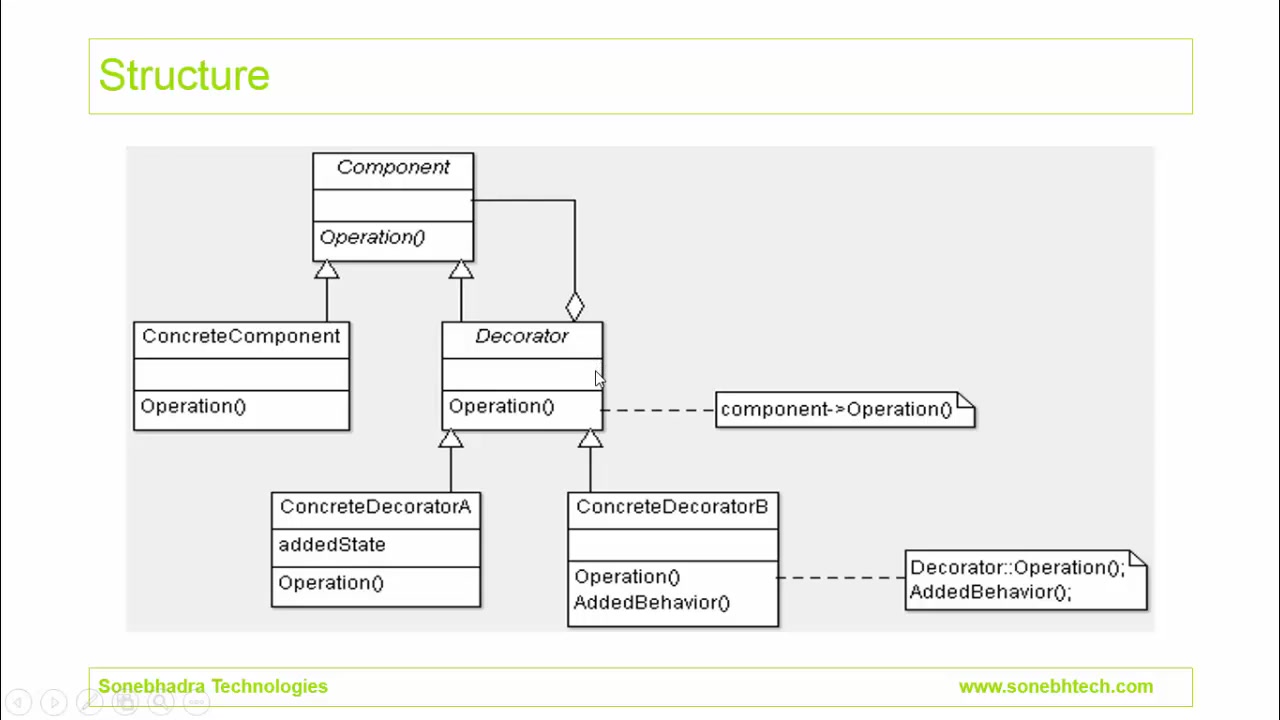 Structure
Component
Operation()
ConcreteComponent
Operation()
Decorator
Operation()
component->Operation()
ConcreteDecoratorA
addedState
Operation()
ConcreteDecoratorB
Operation()
AddedBehavior()
Decorator::Operation();
AddedBehavior();
Sonebhadra Technologies
www.sonebhtech.com